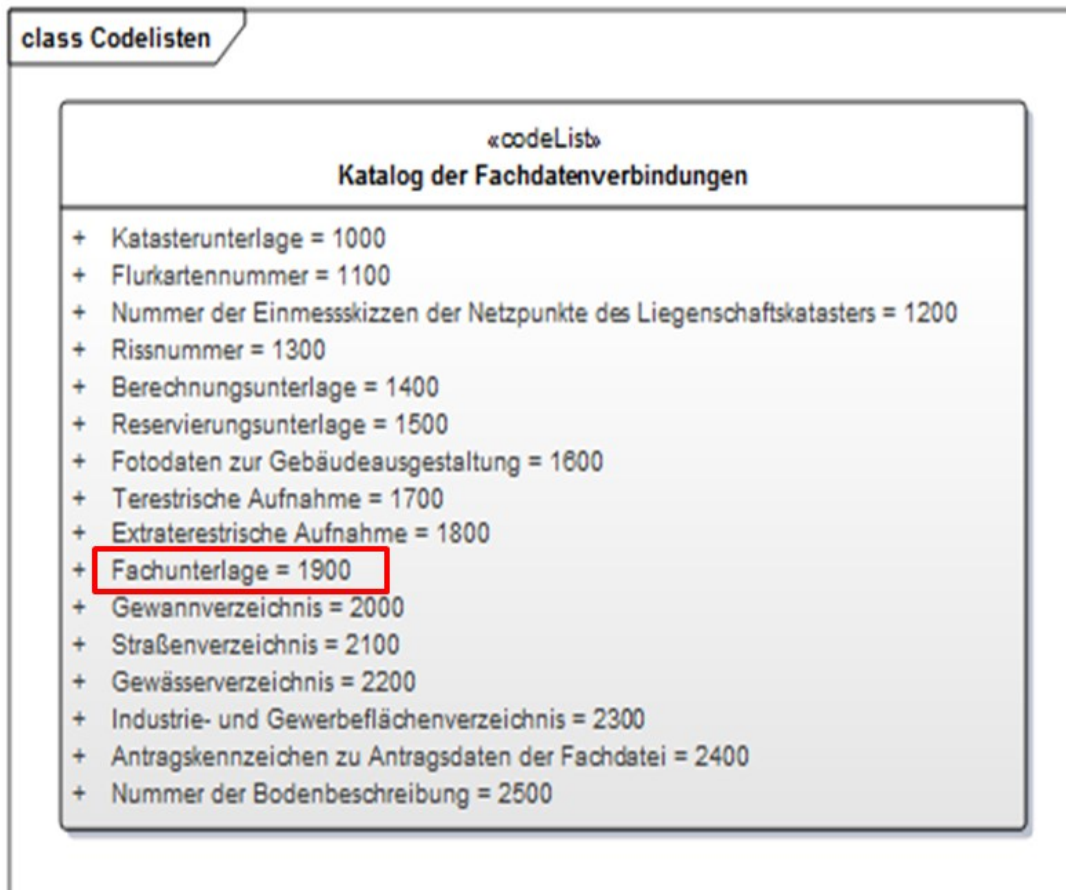 class Codelisten
«codeList»
Katalog der Fachdatenverbindungen
+ Katasterunterlage = 1000
+ Flurkartennummer = 1100
+ Nummer der Einmessskizzen der Netzpunkte des Liegenschaftskatasters = 1200
+ Rissnummer = 1300
+ Berechnungsunterlage = 1400
+ Reservierungsunterlage = 1500
+ Fotodaten zur Gebäudeausgestaltung = 1600
+ Terestrische Aufnahme = 1700
+ Extraterestrische Aufnahme = 1800
+ Fachunterlage = 1900
+ Gewannverzeichnis = 2000
+ Straßenverzeichnis = 2100
+ Gewässerverzeichnis = 2200
+ Industrie- und Gewerbeflächenverzeichnis = 2300
+ Antragskennzeichen zu Antragsdaten der Fachdatei = 2400
+ Nummer der Bodenbeschreibung = 2500